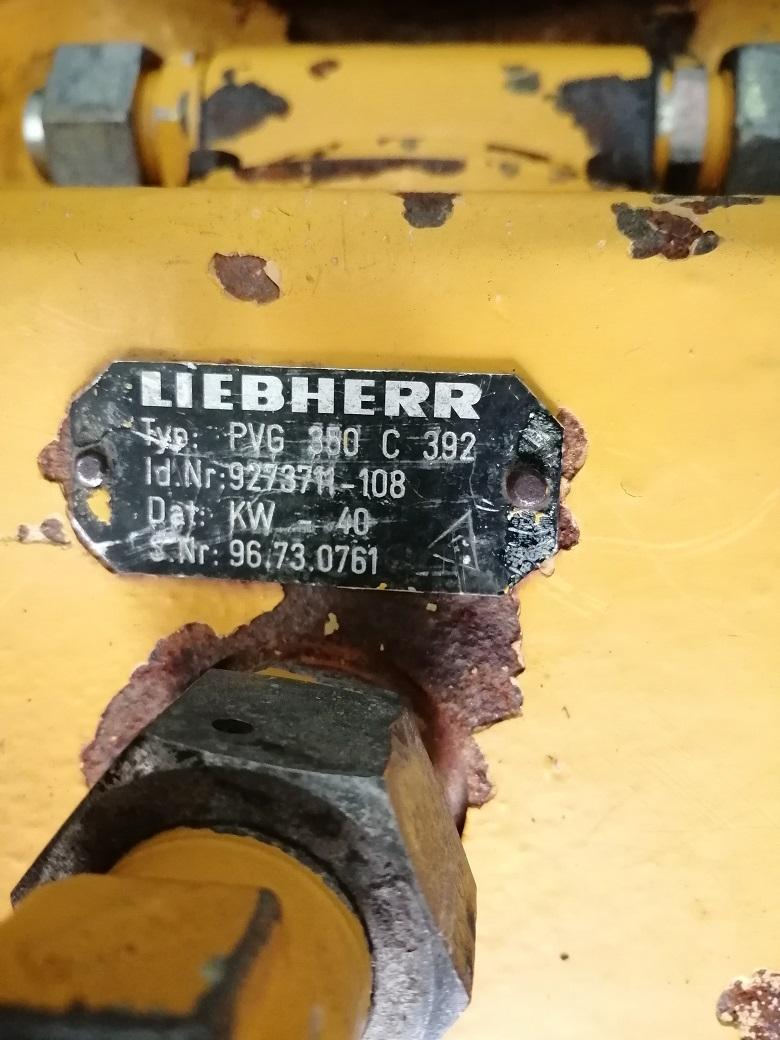 LIEBHERR
Typ: PVG 350 C 392
Id.Nr:9273711-108
Dat: KW - 40
S.Nr: 96.73.0761